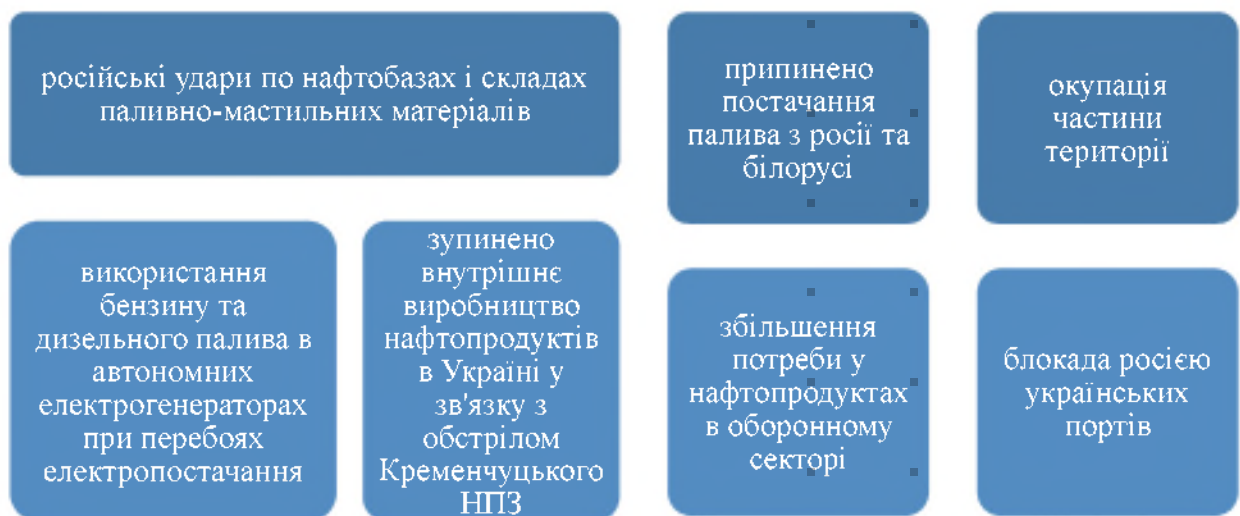 російські удари по нафтобазах і складах
паливно-мастильних матеріалів
припинено
постачання
палива з росії та
білорусі
окупація
частини
території
використання
бензину та
дизельного палива в
автономних
електрогенераторах
при перебоях
електропостачання
зупинено
внутрішнє
виробництво
нафтопродуктів
в Україні у
зв'язку з
обстрілом
Кременчуцького
НПЗ
збільшення
потреби у
нафтопродуктах
в оборонному
секторі
блокада росією
українських
портів